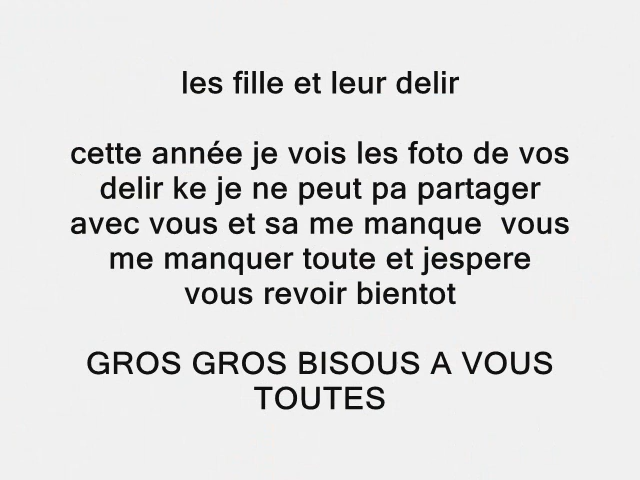 les fille et leur delir
cette année je vois les foto de vos
delir ke je ne peut pa partager
avec vous et sa me manque  vous
me manquer toute et jespere
vous revoir bientot
GROS GROS BISOUS A VOUS
TOUTES